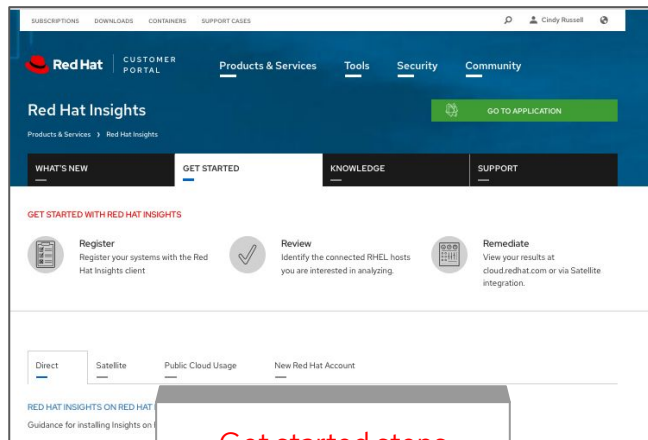 SUBSCRIPTIONS DOWNLOADS CONTAINERS SUPPORT CASES Cindy Russell
Red Hat CUSTOMER PORTAL Products & Services Tools Security Community
Red Hat Insights GO TO APPLICATION
Products & Services > Red Hat Insights
WHAT'S NEW GET STARTED KNOWLEDGE SUPPORT
GET STARTED WITH RED HAT INSIGHTS
Register
Register your systems with the Red
Hat Insights client
Review
Identify the connected RHEL hosts
you are interested in analyzing.
Remediate
View your results at
cloud.redhat.com or via Satellite
integration.
Direct Satellite Public Cloud Usage New Red Hat Account
RED HAT INSIGHTS ON RED HAT
Guidance for installing Insights on
Get started steps